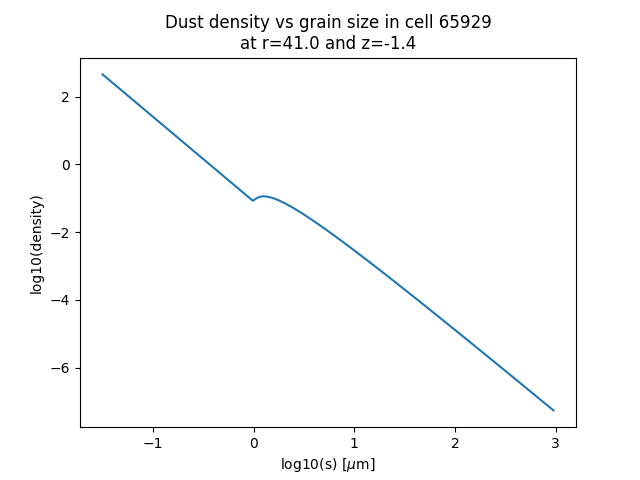 Dust density vs grain size in cell 65929
at r=41.0 and z=-1.4
log10(density)
2
0
−2
−4
−6
−1
0
1
2
3
log10(s) [μm]